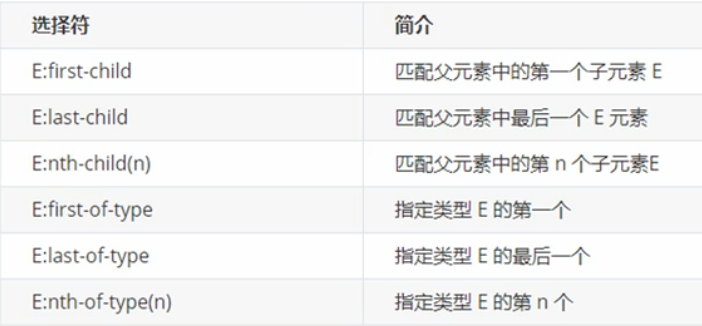 选择符 简介
E:first-child 匹配父元素中的第一个子元素 E
E:last-child 匹配父元素中最后一个 E 元素
E:nth-child(n) 匹配父元素中的第 n 个子元素E
E:first-of-type 指定类型 E 的第一个
E:last-of-type 指定类型 E 的最后一个
E:nth-of-type(n) 指定类型 E 的第 n 个